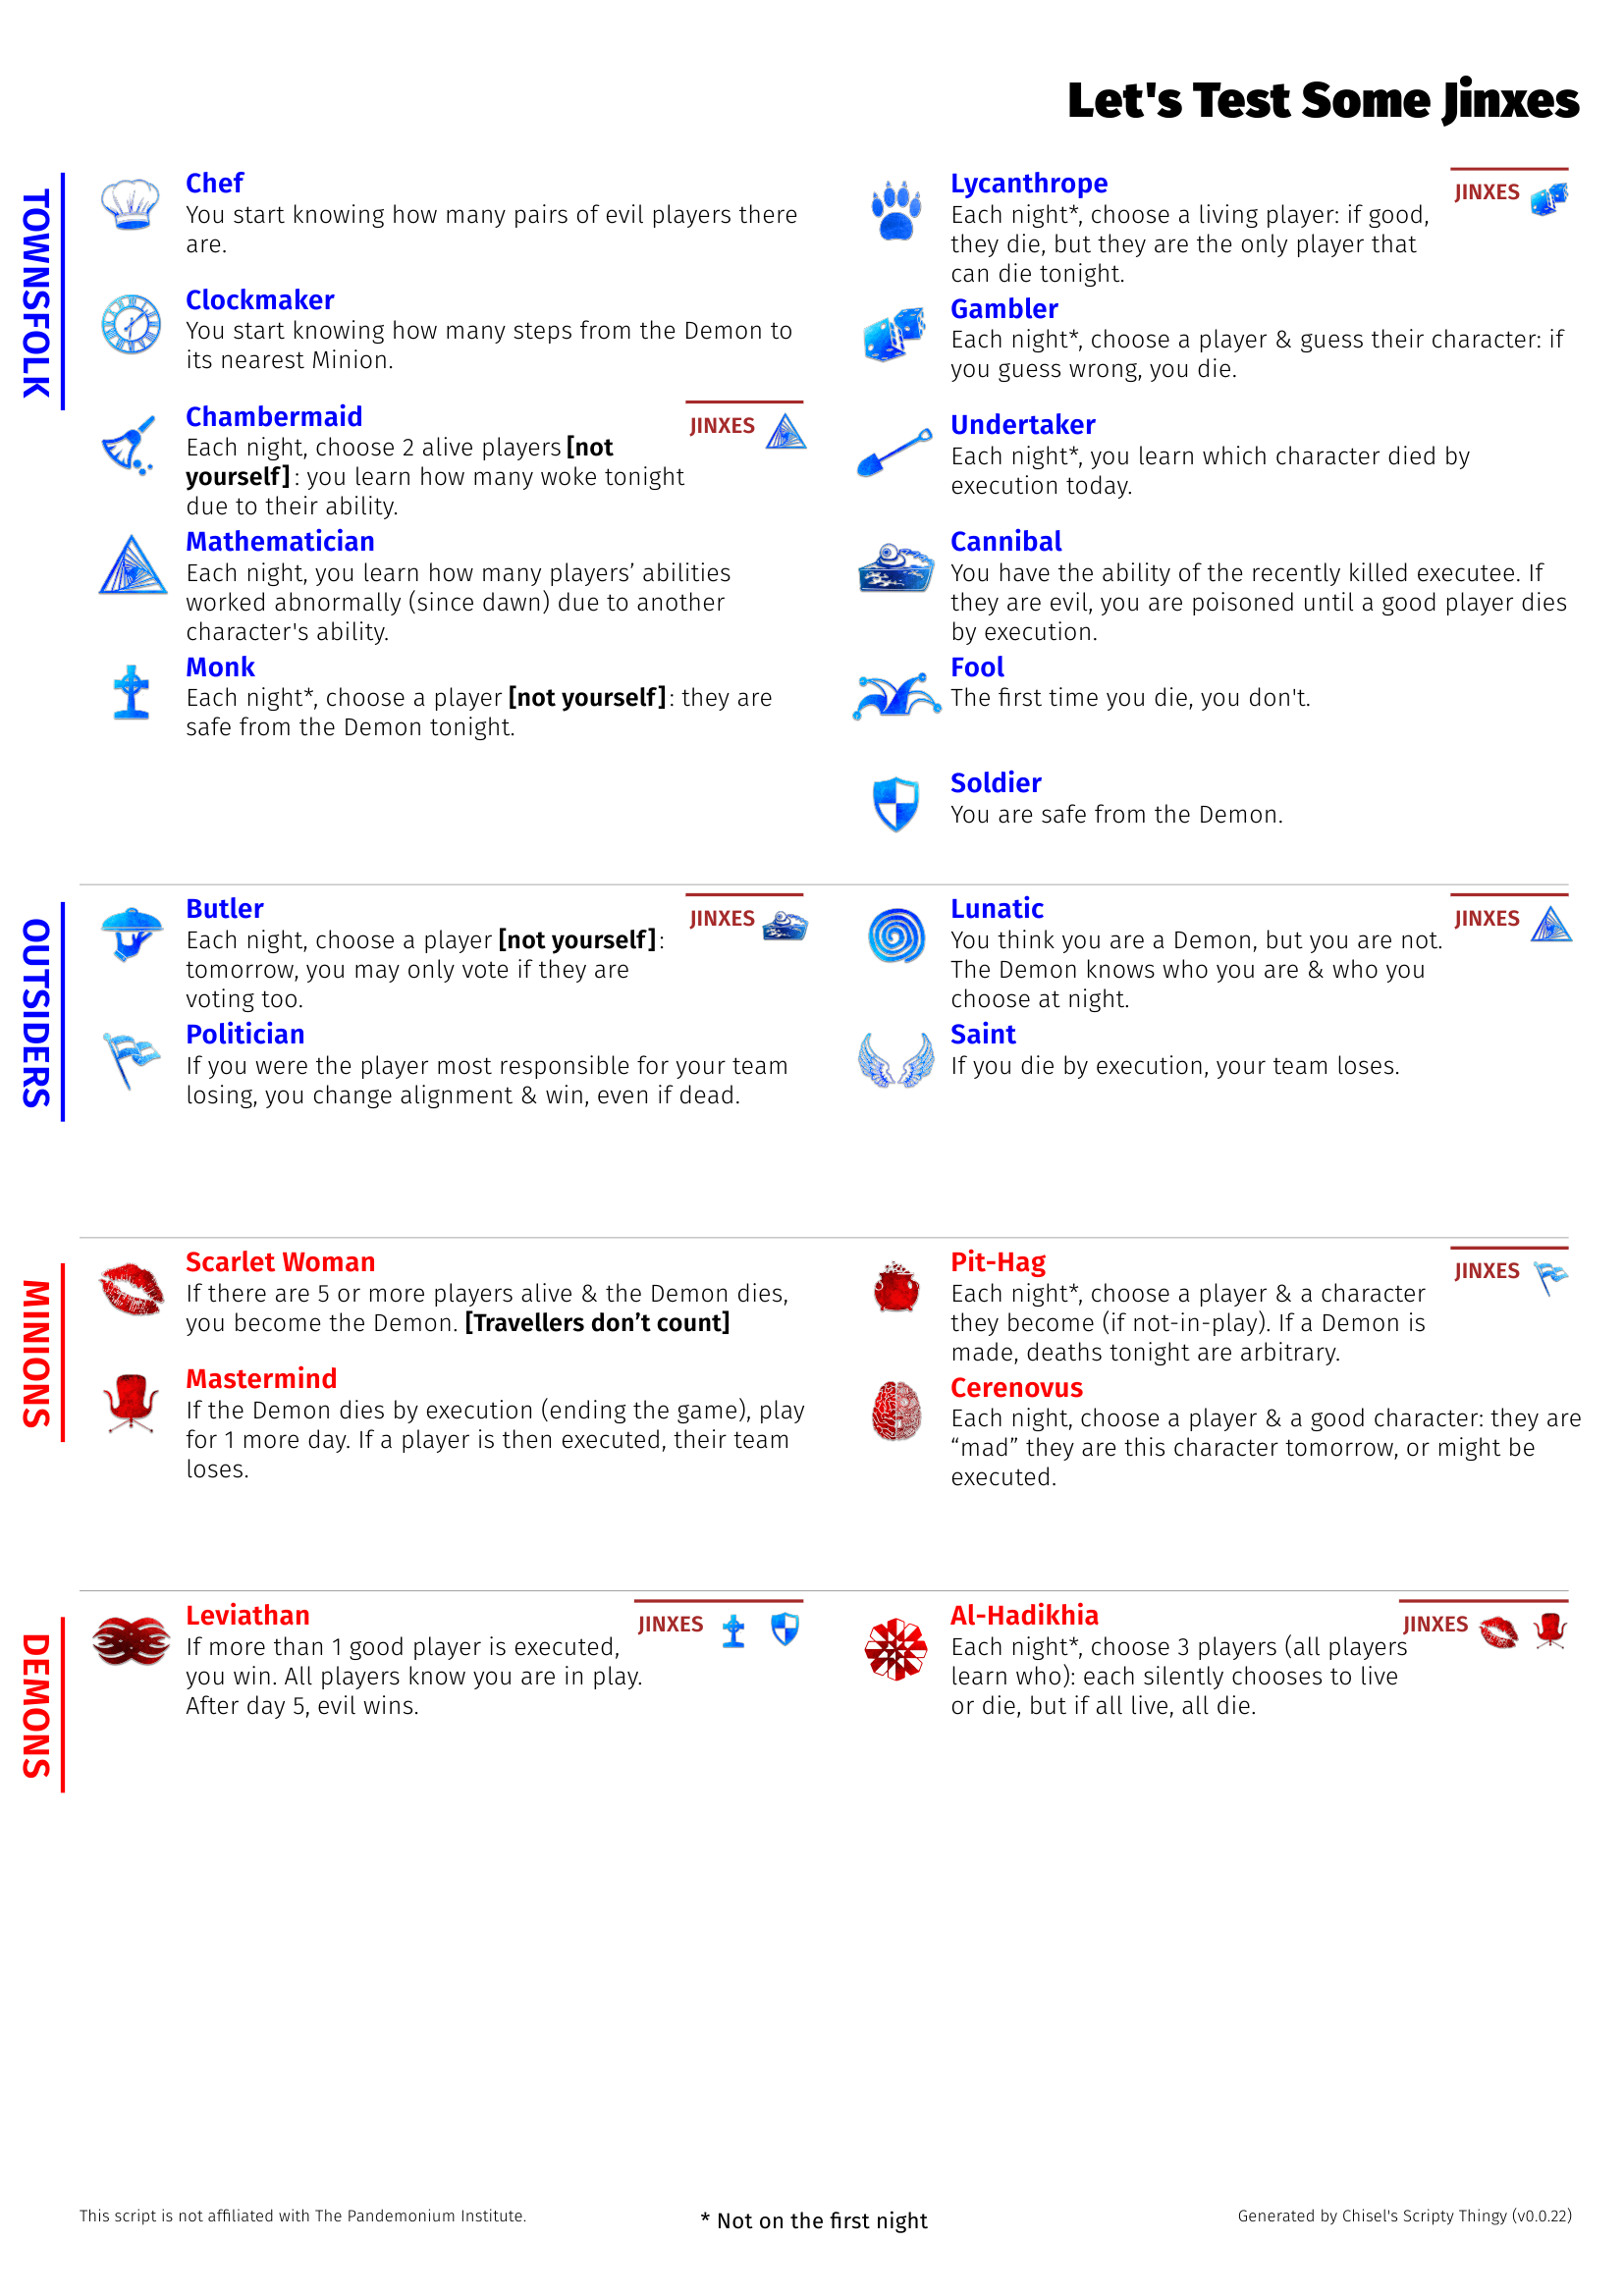 Let's Test Some Jinxes
TOWNSFOLK
Chef
You start knowing how many pairs of evil players there
are.
Clockmaker
You start knowing how many steps from the Demon to
its nearest Minion.
Chambermaid
JINXES
Each night, choose 2 alive players [not
yourself]: you learn how many woke tonight
due to their ability.
Mathematician
Each night, you learn how many players’ abilities
worked abnormally (since dawn) due to another
character's ability.
Monk
Each night*, choose a player [not yourself]: they are
safe from the Demon tonight.
Lycanthrope
JINXES
Each night*, choose a living player: if good,
they die, but they are the only player that
can die tonight.
Gambler
Each night*, choose a player & guess their character: if
you guess wrong, you die.
Undertaker
Each night*, you learn which character died by
execution today.
Cannibal
You have the ability of the recently killed executee. If
they are evil, you are poisoned until a good player dies
by execution.
Fool
The first time you die, you don't.
Soldier
You are safe from the Demon.
OUTSIDERS
Butler
JINXES
Each night, choose a player [not yourself]:
tomorrow, you may only vote if they are
voting too.
Politician
If you were the player most responsible for your team
losing, you change alignment & win, even if dead.
Lunatic
JINXES
You think you are a Demon, but you are not.
The Demon knows who you are & who you
choose at night.
Saint
If you die by execution, your team loses.
MINIONS
Scarlet Woman
If there are 5 or more players alive & the Demon dies,
you become the Demon. [Travellers don’t count]
Mastermind
If the Demon dies by execution (ending the game), play
for 1 more day. If a player is then executed, their team
loses.
Pit-Hag
JINXES
Each night*, choose a player & a character
they become (if not-in-play). If a Demon is
made, deaths tonight are arbitrary.
Cerenovus
Each night, choose a player & a good character: they are
“mad” they are this character tomorrow, or might be
executed.
DEMONS
Leviathan
JINXES
If more than 1 good player is executed,
you win. All players know you are in play.
After day 5, evil wins.
Al-Hadikhia
JINXES
Each night*, choose 3 players (all players
learn who): each silently chooses to live
or die, but if all live, all die.
This script is not affiliated with The Pandemonium Institute.
* Not on the first night
Generated by Chisel's Scripty Thingy (v0.0.22)